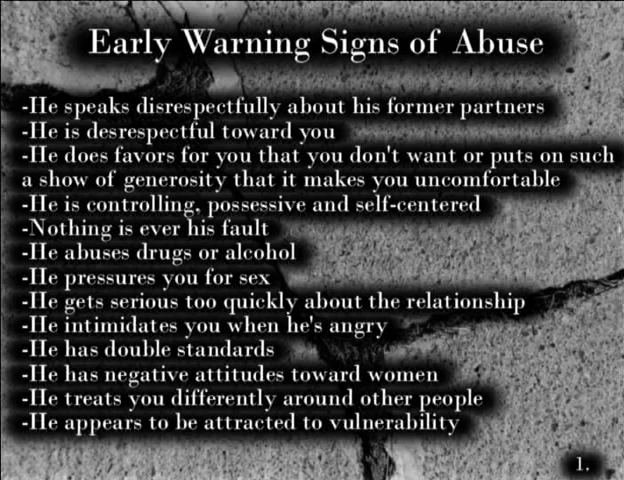 Early Warning Signs of Abuse
-He speaks disrespectfully about his former partners
-He is desrespectful toward you
-He does favors for you that you don't want or puts on such
a show of generosity that it makes you uncomfortable
-He is controlling, possessive and self-centered
-Nothing is ever his fault
-He abuses drugs or alcohol
-He pressures you for sex
-He gets serious too quickly about the relationship
-He intimidates you when he's angry
-He has double standards
-He has negative attitudes toward women
-He treats you differently around other people
-He appears to be attracted to vulnerability
1.